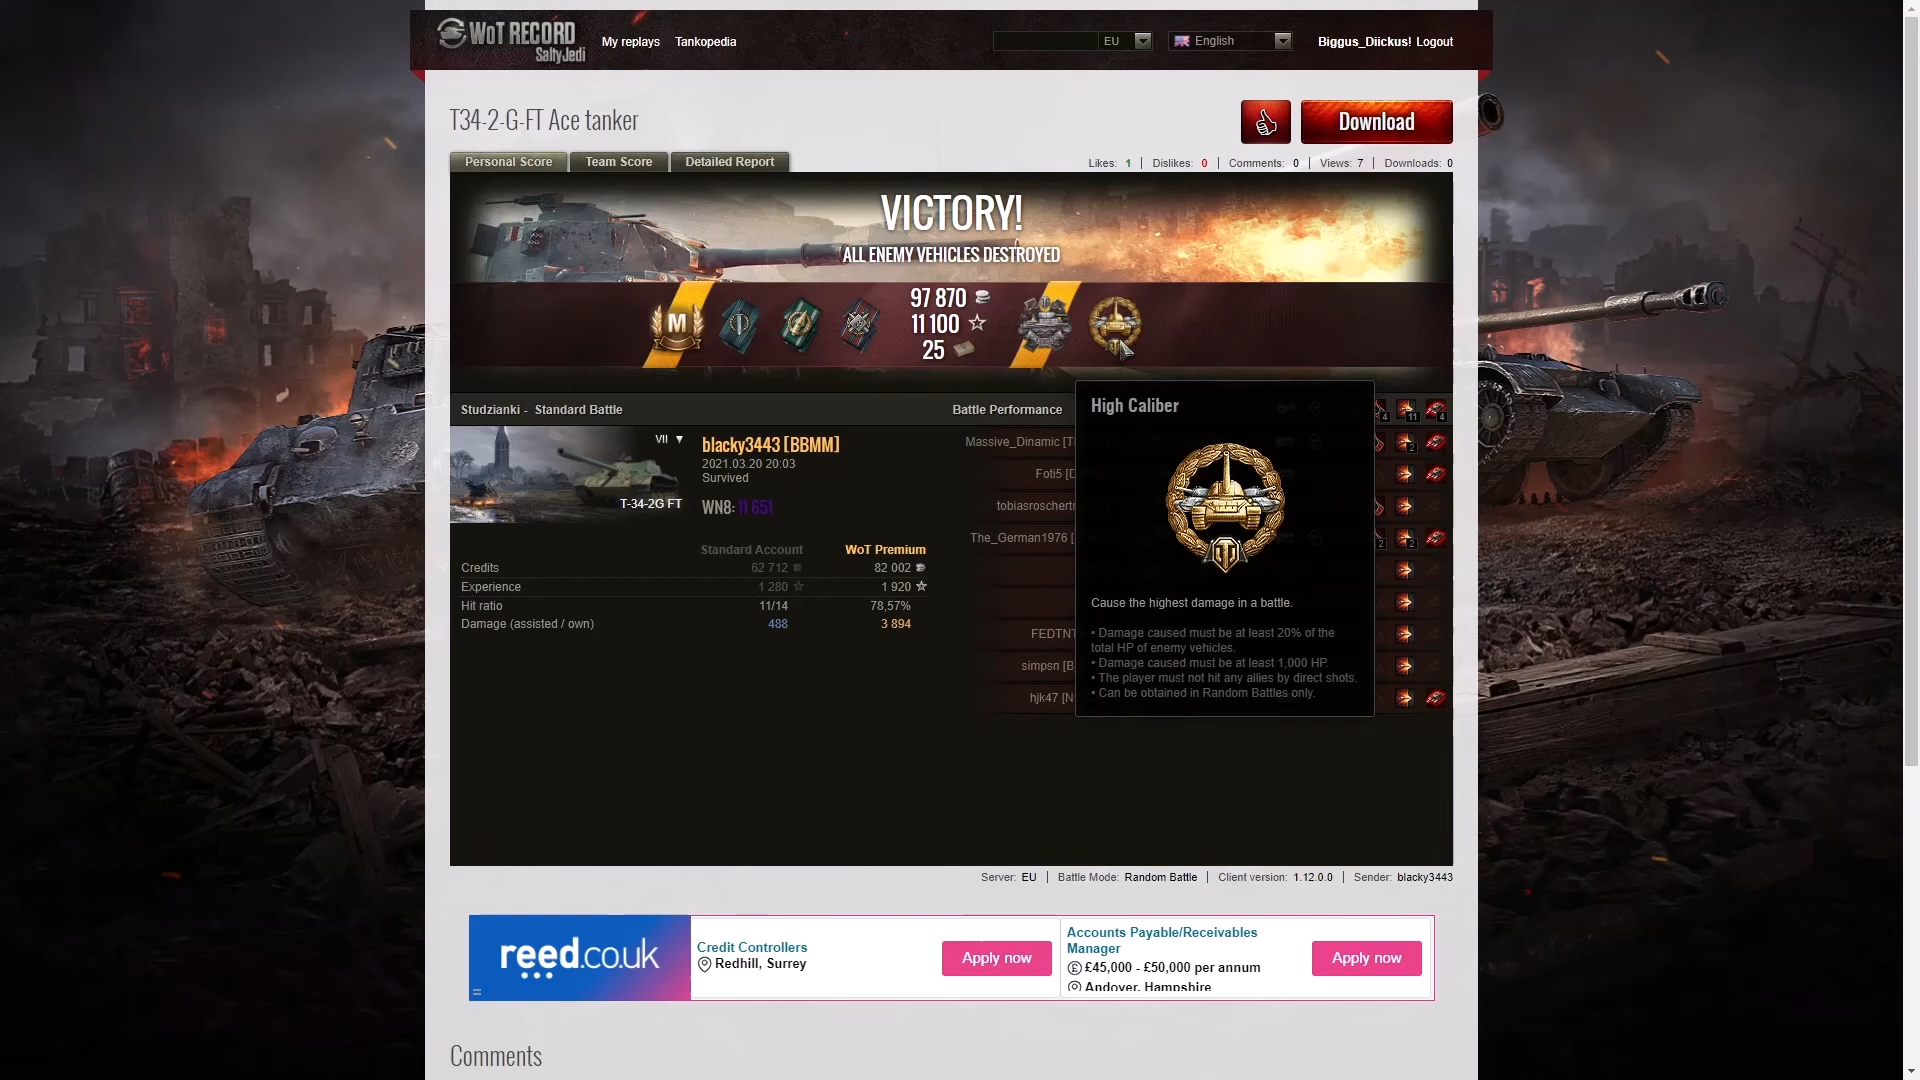 WoT RECORD
SaltyJedi
My replays
Tankopedia
EU
English
Biggus_Diickus! Logout
T34-2-G-FT Ace tanker
Download
Personal Score
Team Score
Detailed Report
Likes: 1 | Dislikes: 0 | Comments: 0 | Views: 7 | Downloads: 0
VICTORY!
ALL ENEMY VEHICLES DESTROYED
M
97 870
11 100
25
Studzianki - Standard Battle
Battle Performance
4
11
4
VII
T-34-2G FT
blacky3443 [BBMM]
2021.03.20 20:03
Survived
WN8: 11 651
Standard Account
WoT Premium
Credits 62 712 82 002
Experience 1 280 1 920
Hit ratio 11/14 78,57%
Damage (assisted / own) 488 3 894
Massive_Dinamic
2
Foti5 [D
The_German1976 [
2
2
simpsn [B
hjk47 [N
High Caliber
Cause the highest damage in a battle.
• Damage caused must be at least 20% of the
total HP of enemy vehicles.
• Damage caused must be at least 1,000 HP.
• The player must not hit any allies by direct shots.
• Can be obtained in Random Battles only.
Server: EU | Battle Mode: Random Battle | Client version: 1.12.0.0 | Sender: blacky3443
reed.co.uk
Credit Controllers
Redhill, Surrey
Apply now
Accounts Payable/Receivables
Manager
£45,000 - £50,000 per annum
Andover, Hampshire
Apply now
Comments